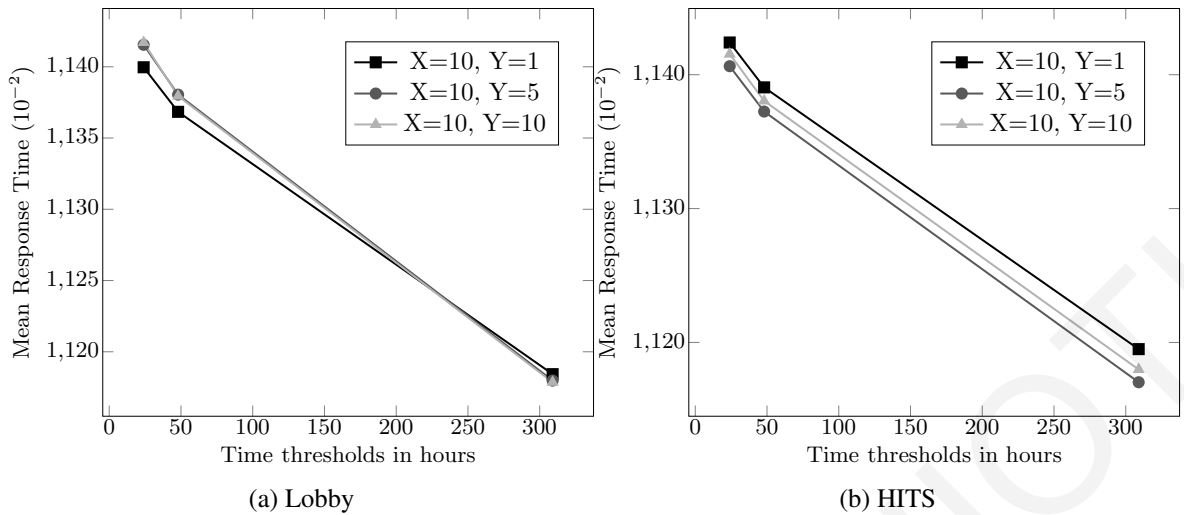 Mean Response Time (10−2)
1,140
1,135
1,130
1,125
1,120
X=10, Y=1
X=10, Y=5
X=10, Y=10
0 50 100 150 200 250 300
Time thresholds in hours
(a) Lobby
Mean Response Time (10−2)
1,140
1,130
1,120
X=10, Y=1
X=10, Y=5
X=10, Y=10
0 50 100 150 200 250 300
Time thresholds in hours
(b) HITS